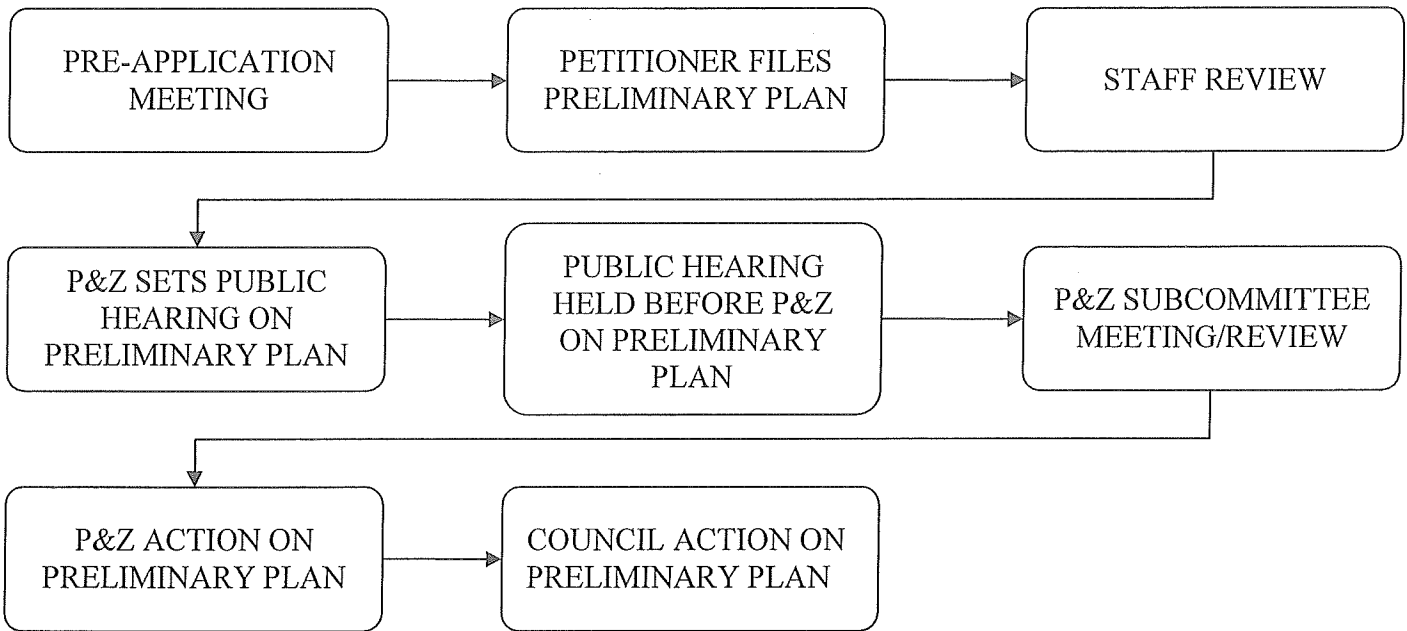 PRE-APPLICATION
MEETING
PETITIONER FILES
PRELIMINARY PLAN
STAFF REVIEW
P&Z SETS PUBLIC
HEARING ON
PRELIMINARY PLAN
PUBLIC HEARING
HELD BEFORE P&Z
ON PRELIMINARY
PLAN
P&Z SUBCOMMITTEE
MEETING/REVIEW
P&Z ACTION ON
PRELIMINARY PLAN
COUNCIL ACTION ON
PRELIMINARY PLAN